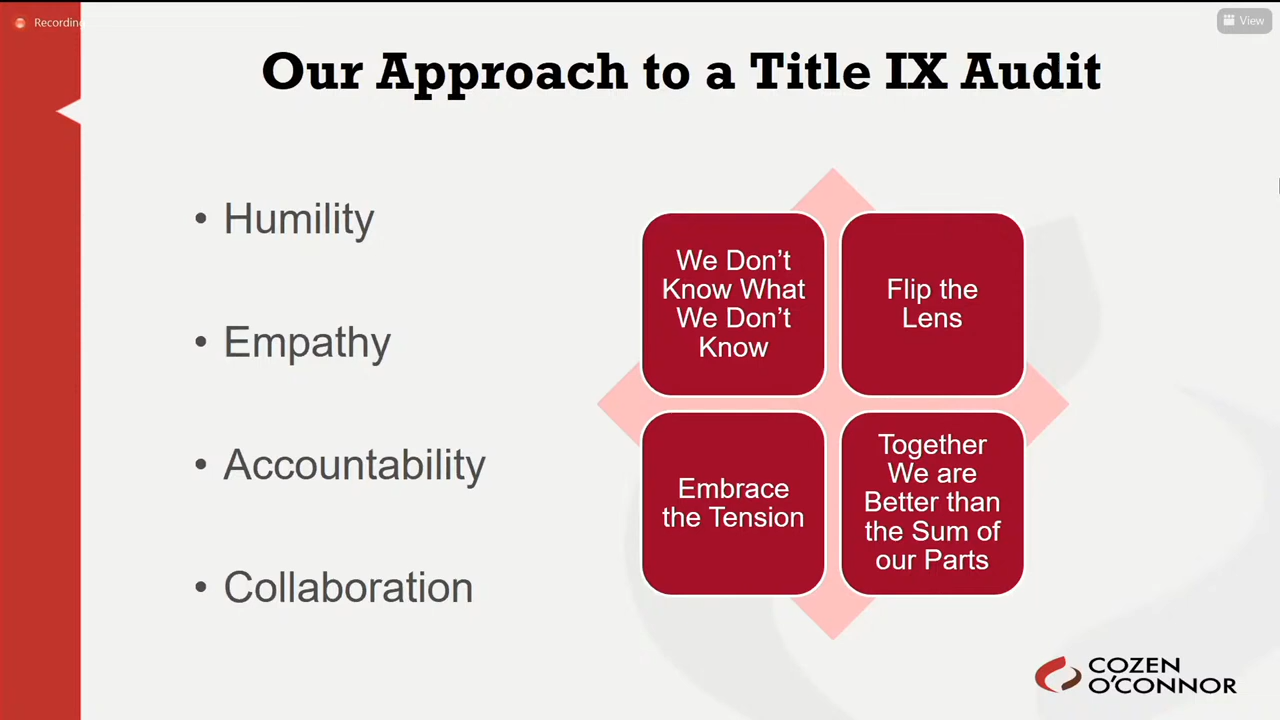 Recording
View
Our Approach to a Title IX Audit
• Humility
• Empathy
• Accountability
• Collaboration
We Don’t
Know What
We Don’t
Know
Flip the
Lens
Embrace
the Tension
Together
We are
Better than
the Sum of
our Parts
COZEN
O’CONNOR